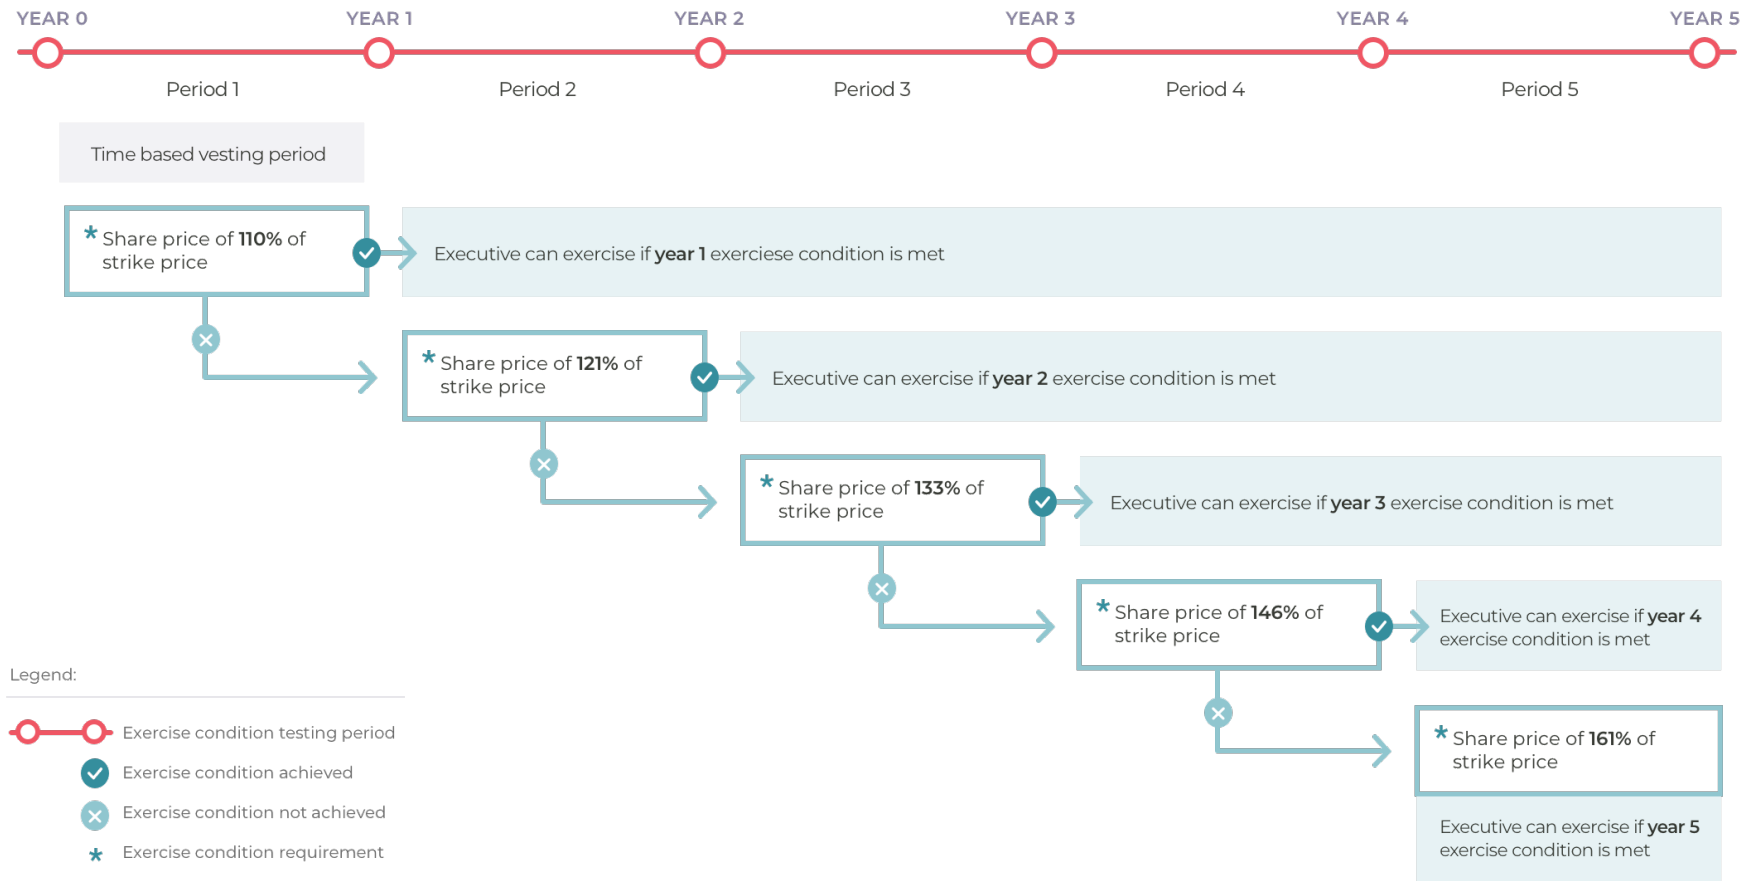 YEAR 0 YEAR 1 YEAR 2 YEAR 3 YEAR 4 YEAR 5
Period 1 Period 2 Period 3 Period 4 Period 5
Time based vesting period
* Share price of 110% of
strike price
Executive can exercise if year 1 exerciese condition is met
* Share price of 121% of
strike price
Executive can exercise if year 2 exercise condition is met
* Share price of 133% of
strike price
Executive can exercise if year 3 exercise condition is met
* Share price of 146% of
strike price
Executive can exercise if year 4
exercise condition is met
* Share price of 161% of
strike price
Executive can exercise if year 5
exercise condition is met
Legend:
Exercise condition testing period
Exercise condition achieved
Exercise condition not achieved
* Exercise condition requirement